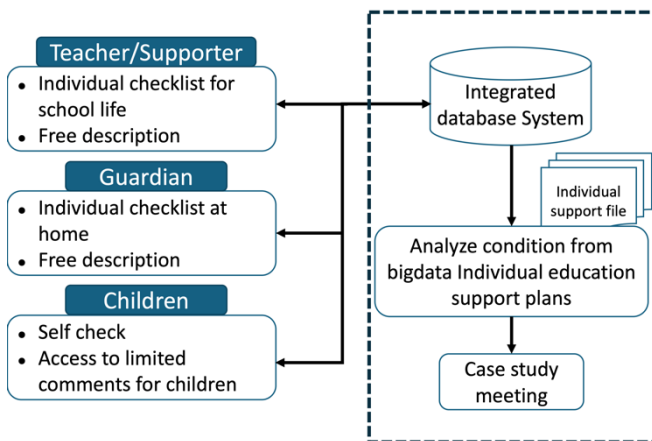 Teacher/Supporter
• Individual checklist for
school life
• Free description
Guardian
• Individual checklist at
home
• Free description
Children
• Self check
• Access to limited
comments for children
Integrated
database System
Individual
support file
Analyze condition from
bigdata Individual education
support plans
Case study
meeting